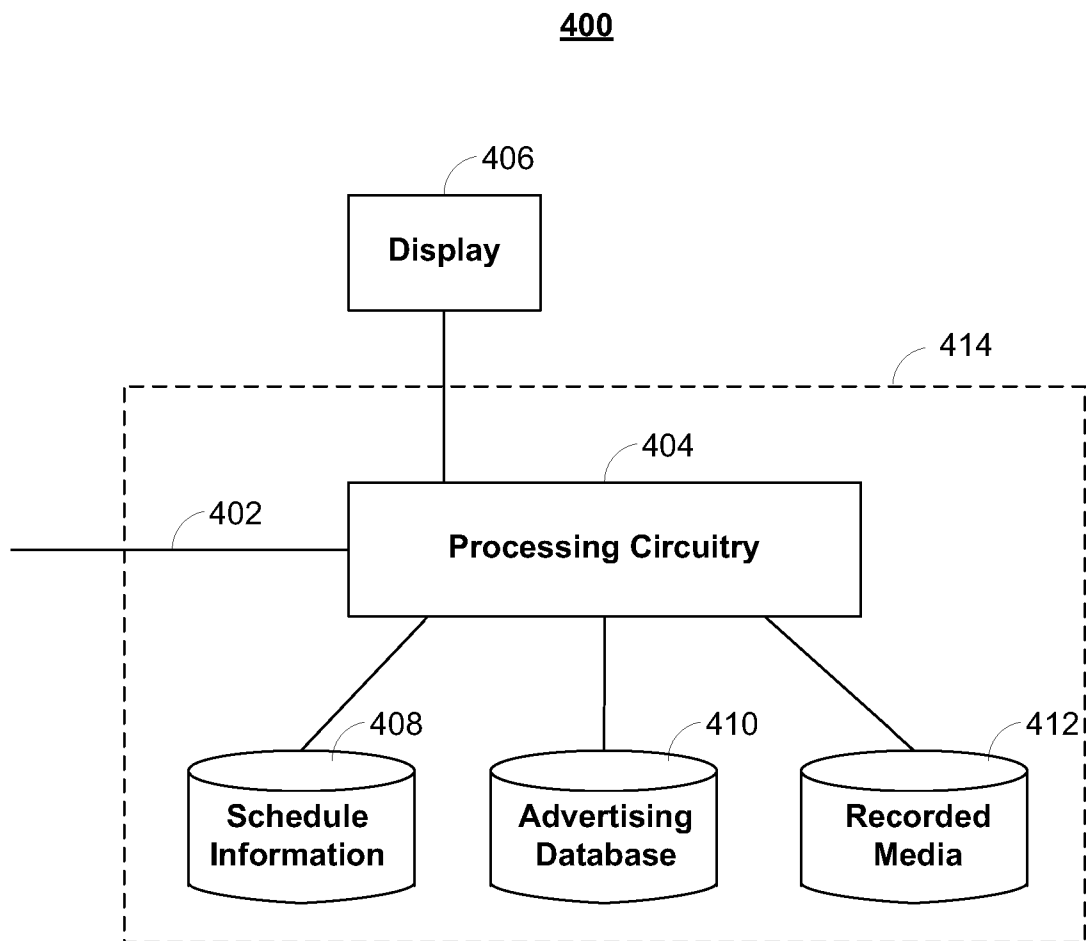 400
406
Display
414
404
402
Processing Circuitry
408
410
412
Schedule
Information
Advertising
Database
Recorded
Media